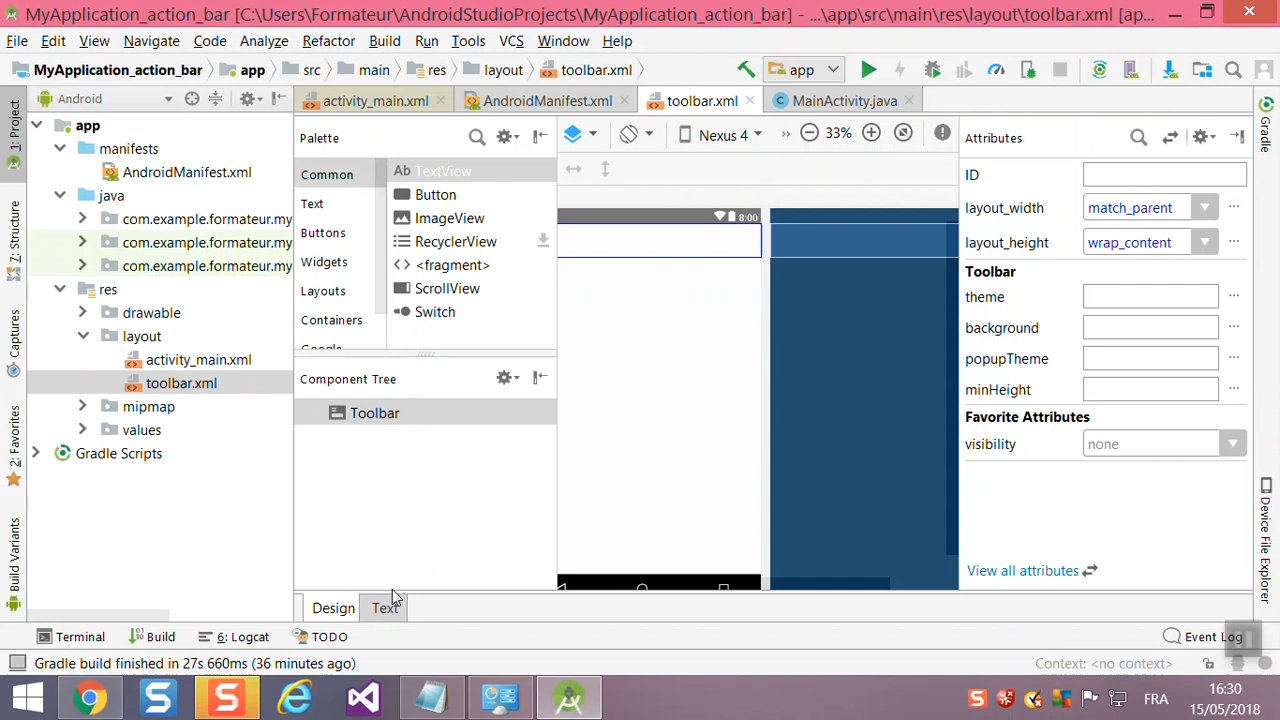 MyApplication_action_bar [C:\Users\Formateur\AndroidStudioProjects\MyApplication_action_bar] - ...\app\src\main\res\layout\toolbar.xml [ap...
File Edit View Navigate Code Analyze Refactor Build Run Tools VCS Window Help
MyApplication_action_bar app src main res layout toolbar.xml app
Android
activity_main.xml AndroidManifest.xml toolbar.xml MainActivity.java
1: Project
Z: Structure
Captures
2: Favorites
Build Variants
app
manifests
AndroidManifest.xml
java
com.example.formateur.my
com.example.formateur.my
com.example.formateur.my
res
drawable
layout
activity_main.xml
toolbar.xml
mipmap
values
Gradle Scripts
Palette
Common
Text
Buttons
Widgets
Layouts
Containers
Google
Ab TextView
Button
ImageView
RecyclerView
<fragment>
ScrollView
Switch
Component Tree
Toolbar
Nexus 4 33%
8:00
Attributes
ID
layout_width match_parent
layout_height wrap_content
Toolbar
theme
background
popupTheme
minHeight
Favorite Attributes
visibility none
View all attributes
Gradle
Device File Explorer
Design Text
Terminal Build 6: Logcat TODO Event Log
Gradle build finished in 27s 660ms (36 minutes ago) Context: <no context>
FRA
16:30
15/05/2018